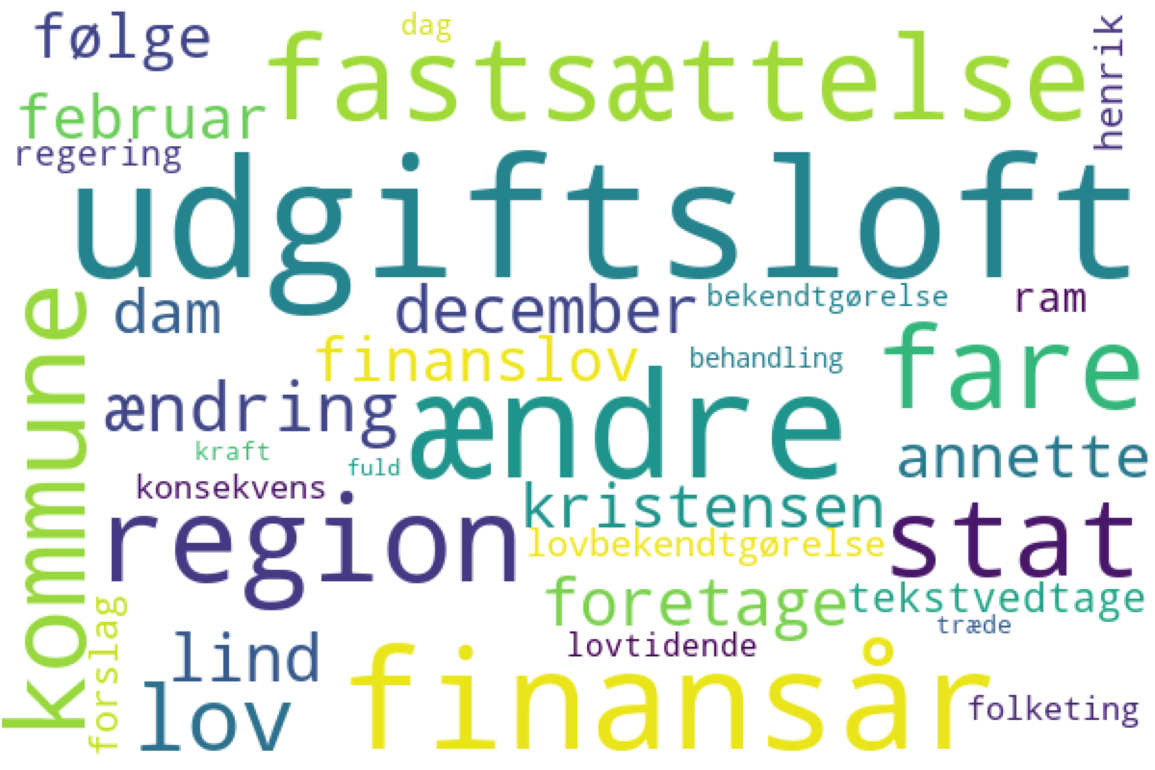 følge
dag
fastsættelse
henrik
februar
regering
udgiftsloft
kommune
dam
december
bekendtgørelse
ram
finanslov
behandling
fare
ændring
ændre
kraft
fuld
annette
konsekvens
kristensen
region
stat
lovbekendtgørelse
foretage
tekstvedtage
forslag
træde
lind
lovtidende
finansår
lov
folketing